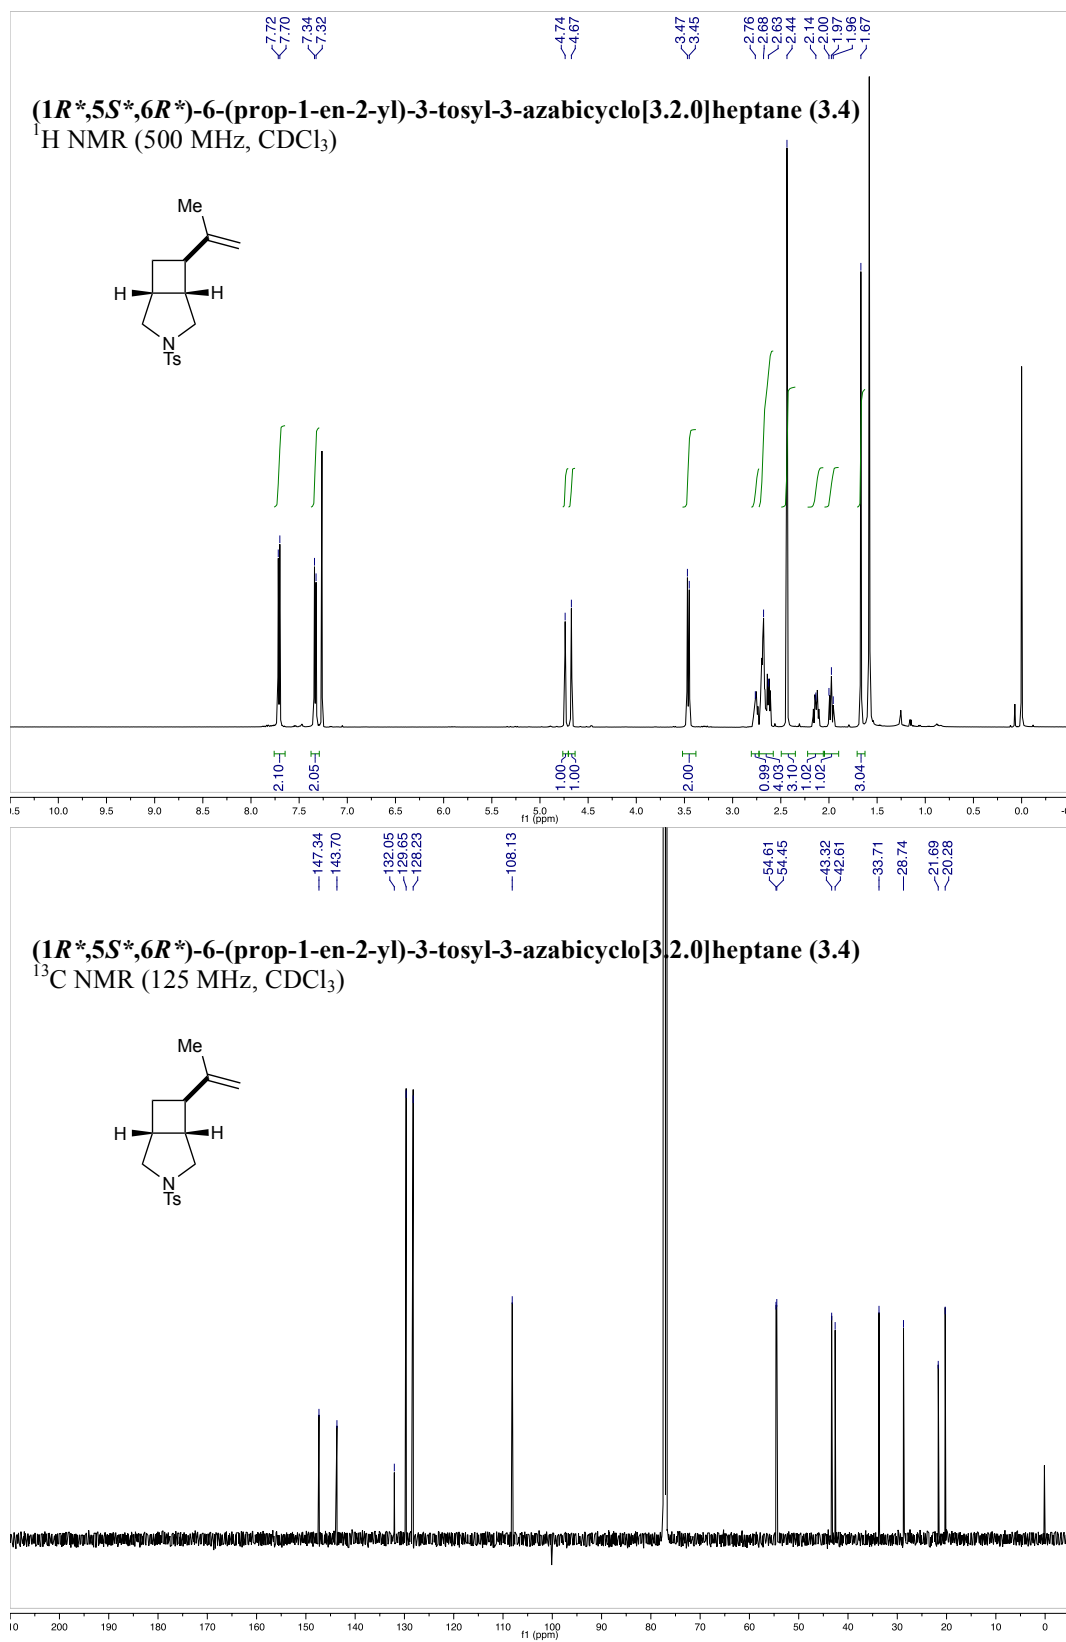 7.72
7.70
7.34
7.32
4.74
4.67
3.47
3.45
2.76
2.68
2.63
2.44
2.14
2.00
1.97
1.96
1.67
(1R*,5S*,6R*)-6-(prop-1-en-2-yl)-3-tosyl-3-azabicyclo[3.2.0]heptane (3.4)
¹H NMR (500 MHz, CDCl₃)
Me
H H
N
Ts
2.10
2.05
1.00
1.00
2.00
0.99
4.03
3.10
1.02
1.02
3.04
.5 10.0 9.5 9.0 8.5 8.0 7.5 7.0 6.5 6.0 5.5 5.0 4.5 4.0 3.5 3.0 2.5 2.0 1.5 1.0 0.5 0.0 -(
f1 (ppm)
147.34
143.70
132.05
129.65
128.23
108.13
54.61
54.45
43.32
42.61
33.71
28.74
21.69
20.28
(1R*,5S*,6R*)-6-(prop-1-en-2-yl)-3-tosyl-3-azabicyclo[3.2.0]heptane (3.4)
¹³C NMR (125 MHz, CDCl₃)
Me
H H
N
Ts
10 200 190 180 170 160 150 140 130 120 110 100 90 80 70 60 50 40 30 20 10 0
f1 (ppm)